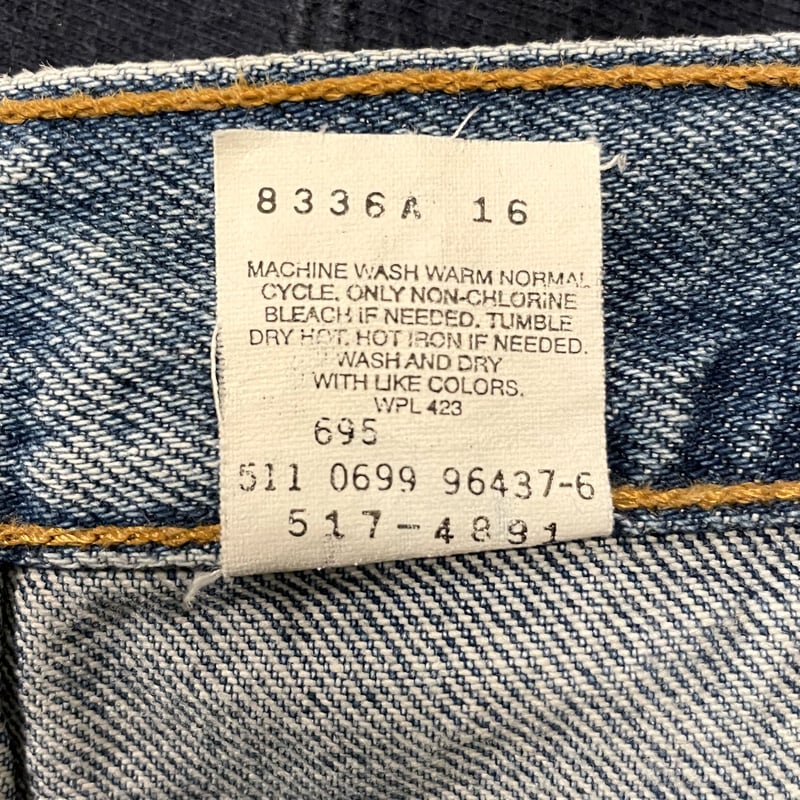 8336A 16
MACHINE WASH WARM NORMAL
CYCLE. ONLY NON-CHLORINE
BLEACH IF NEEDED. TUMBLE
DRY HOT. HOT IRON IF NEEDED.
WASH AND DRY
WITH LIKE COLORS.
WPL 423
695
511 0699 96437-6
517-4891